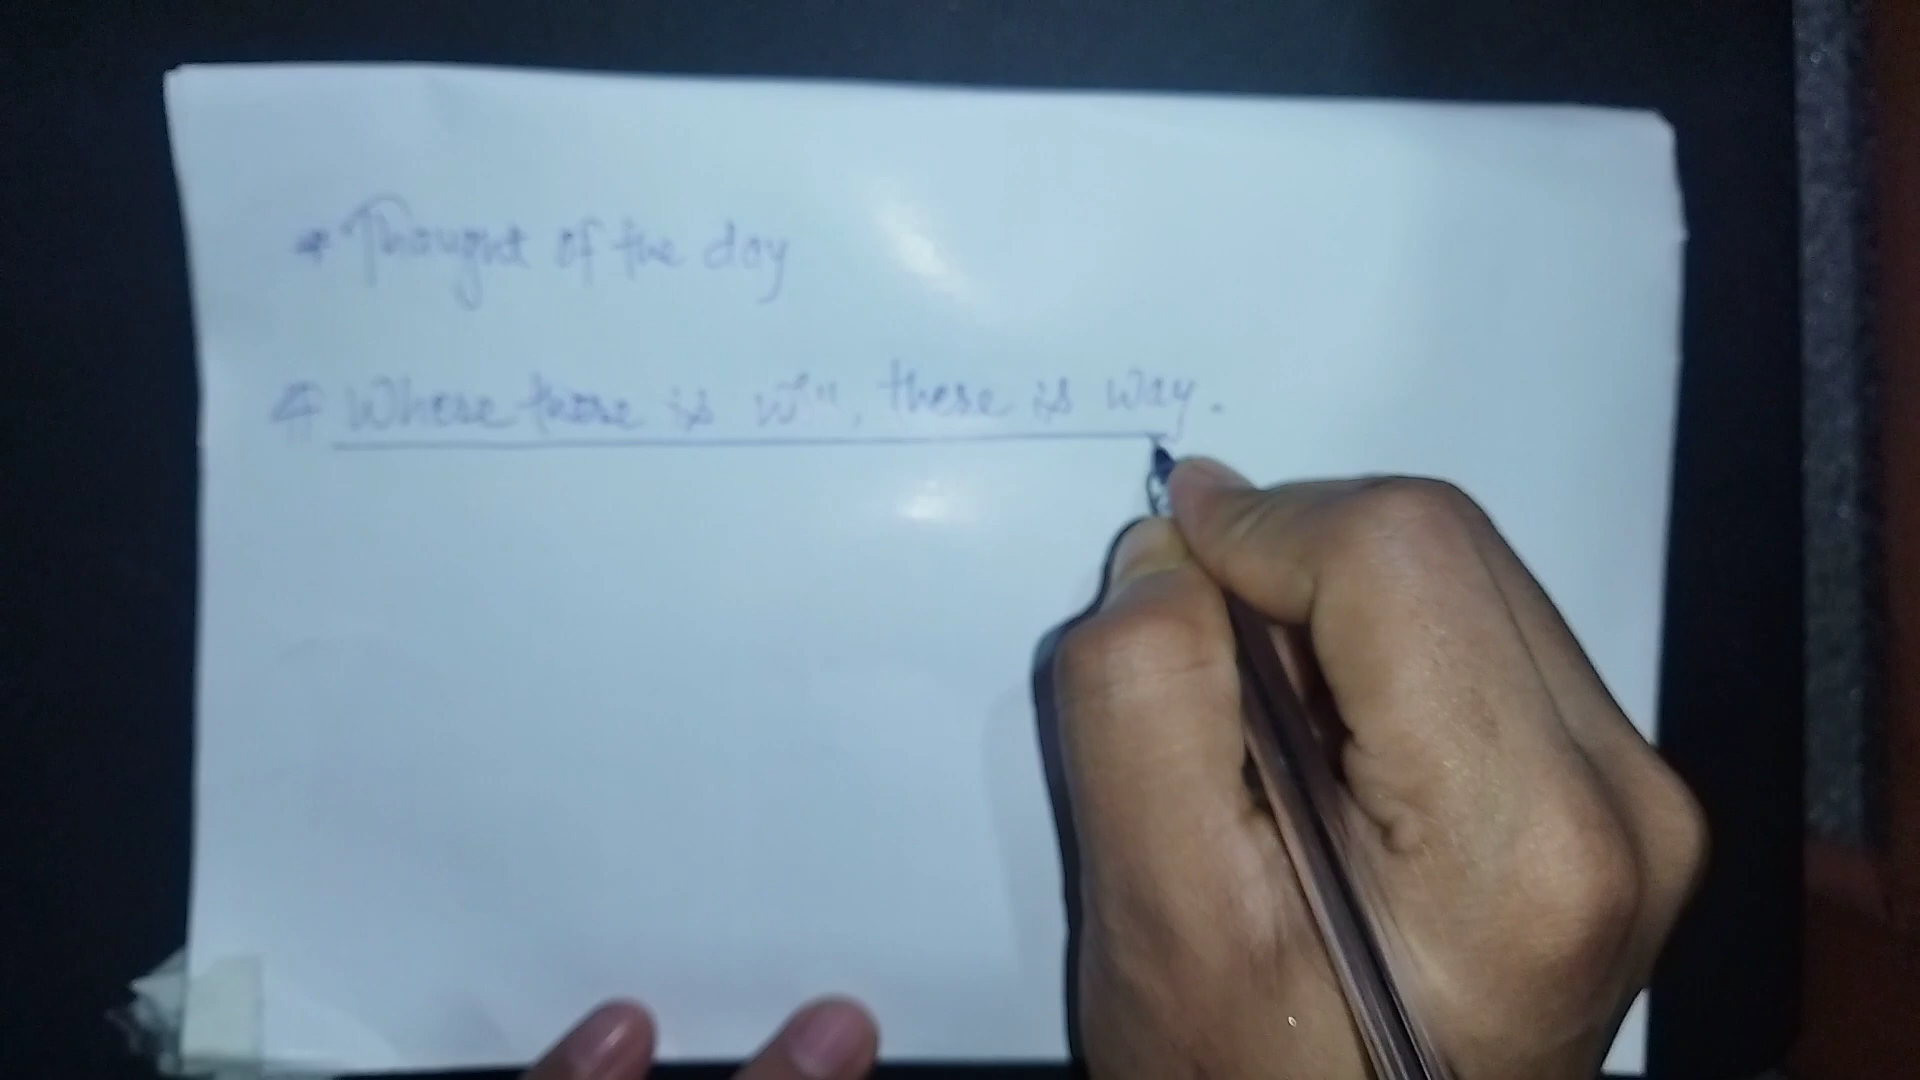 * Thought of the day
# Where there is will, there is way.